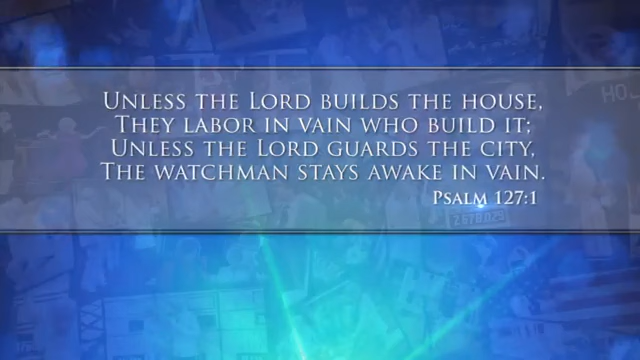 Unless the Lord builds the house,
They labor in vain who build it;
Unless the Lord guards the city,
The watchman stays awake in vain.
Psalm 127:1